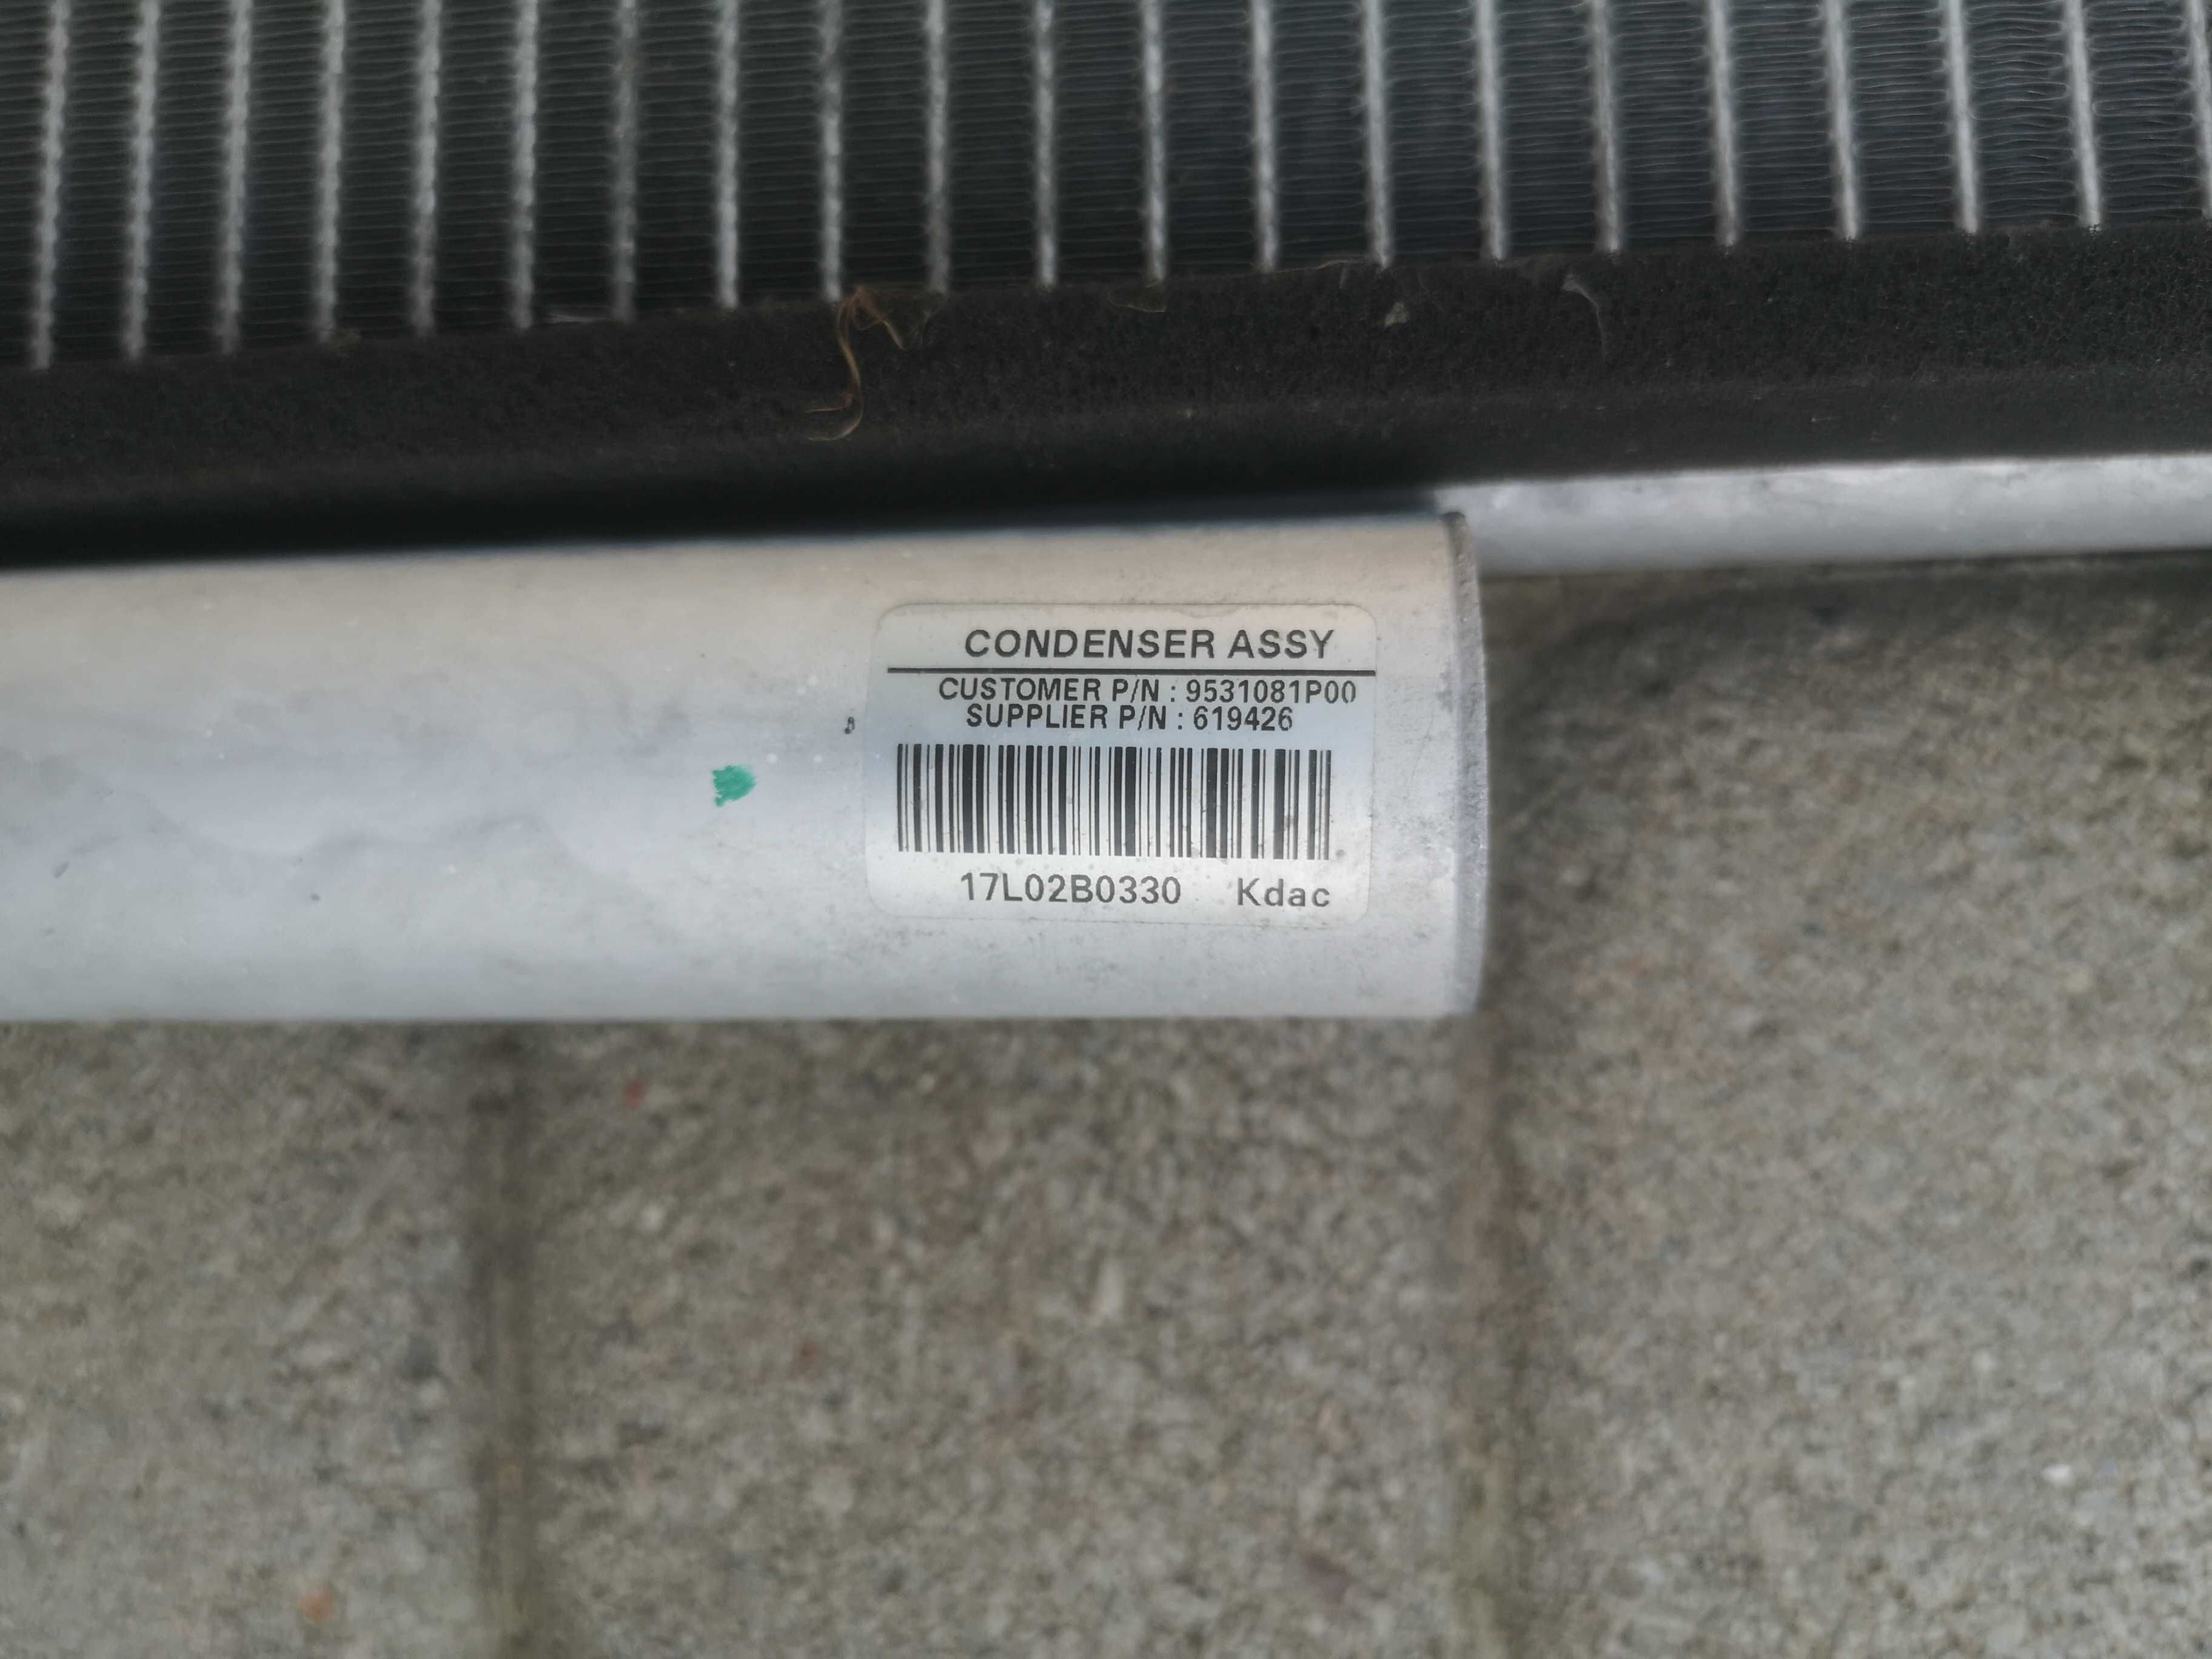 CONDENSER ASSY
CUSTOMER P/N : 9531081P00
SUPPLIER P/N : 619426
17L02B0330 Kdac